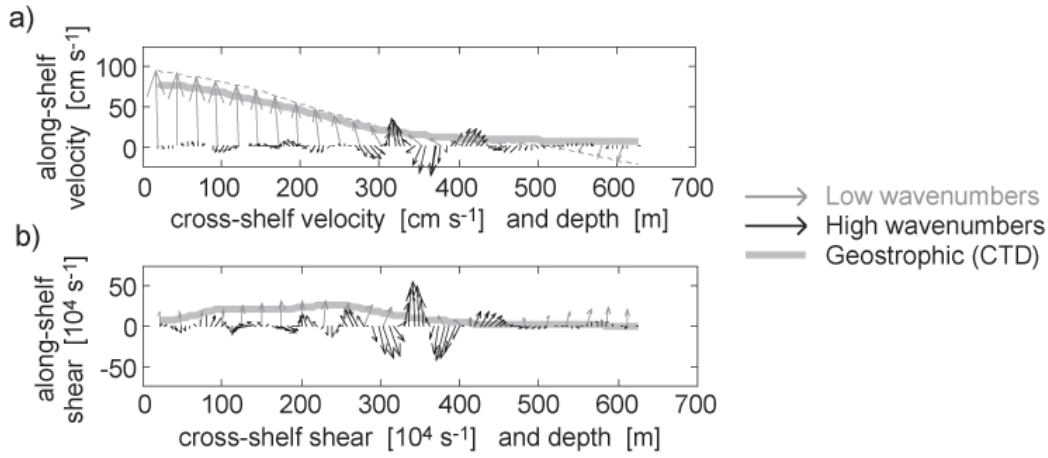 a)
along-shelf
velocity [cm s-1]
100
50
0
0 100 200 300 400 500 600 700
cross-shelf velocity [cm s-1] and depth [m]
Low wavenumbers
High wavenumbers
Geostrophic (CTD)
b)
along-shelf
shear [10⁴ s-1]
50
0
-50
0 100 200 300 400 500 600 700
cross-shelf shear [10⁴ s-1] and depth [m]